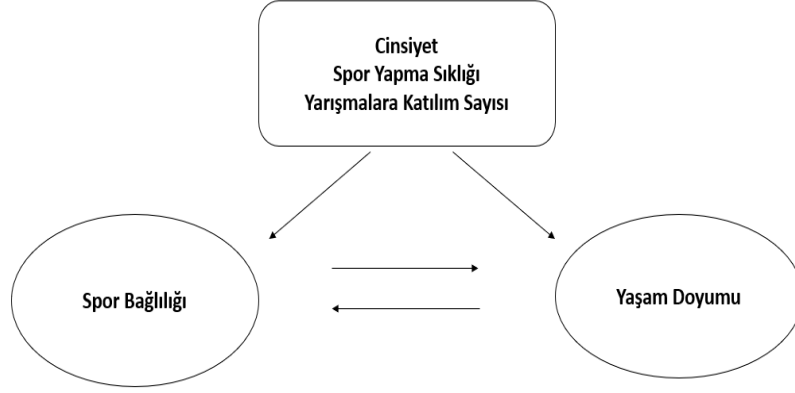 Cinsiyet
Spor Yapma Sıklığı
Yarışmalara Katılım Sayısı
Spor Bağlılığı
Yaşam Doyumu